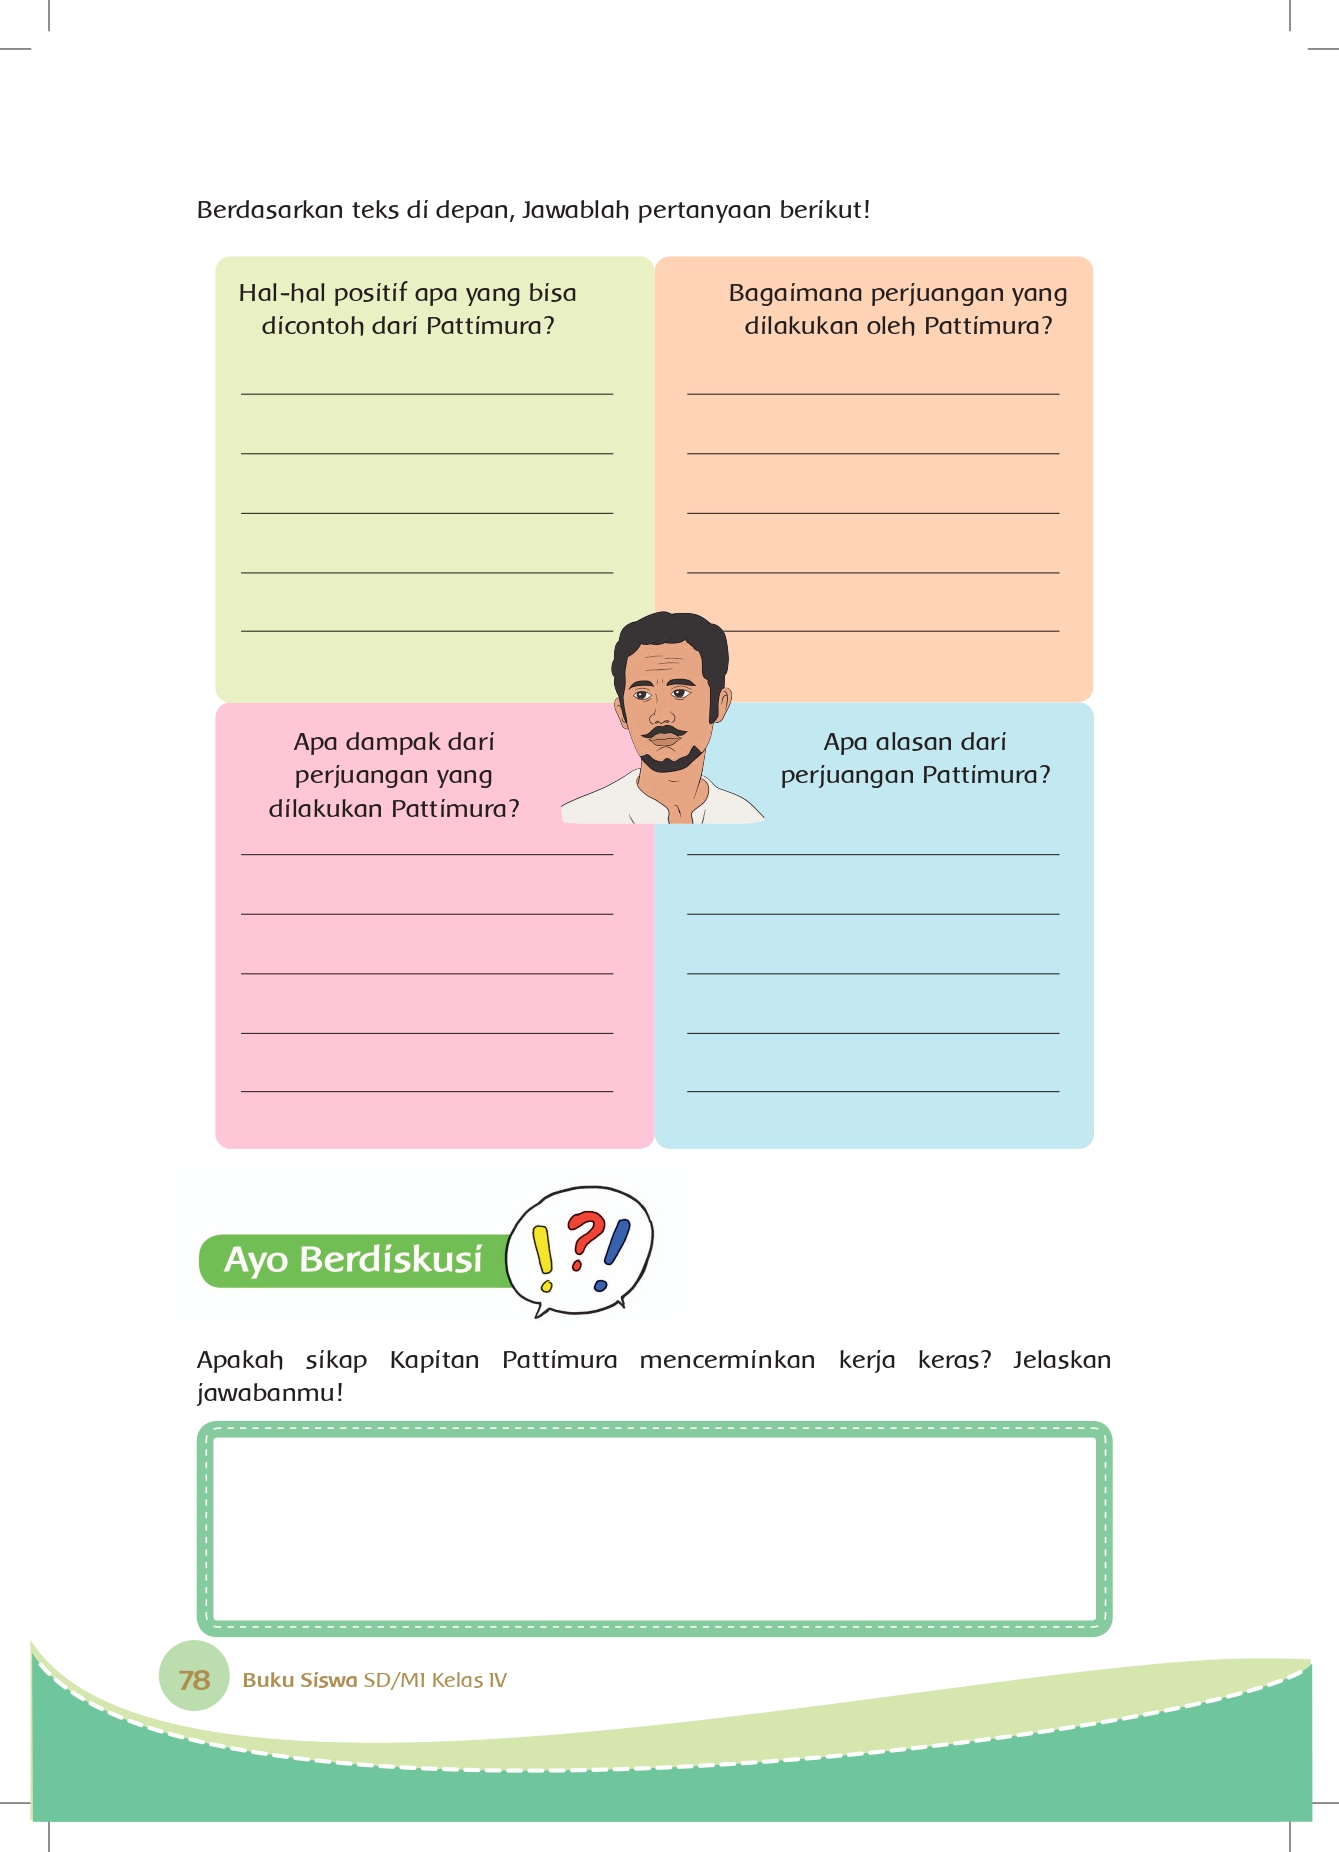 Berdasarkan teks di depan, Jawablah pertanyaan berikut!
Hal-hal positif apa yang bisa
dicontoh dari Pattimura?
Bagaimana perjuangan yang
dilakukan oleh Pattimura?
Apa dampak dari
perjuangan yang
dilakukan Pattimura?
Apa alasan dari
perjuangan Pattimura?
Ayo Berdiskusi
!?!
Apakah sikap Kapitan Pattimura mencerminkan kerja keras? Jelaskan
jawabanmu!
78 Buku Siswa SD/MI Kelas IV